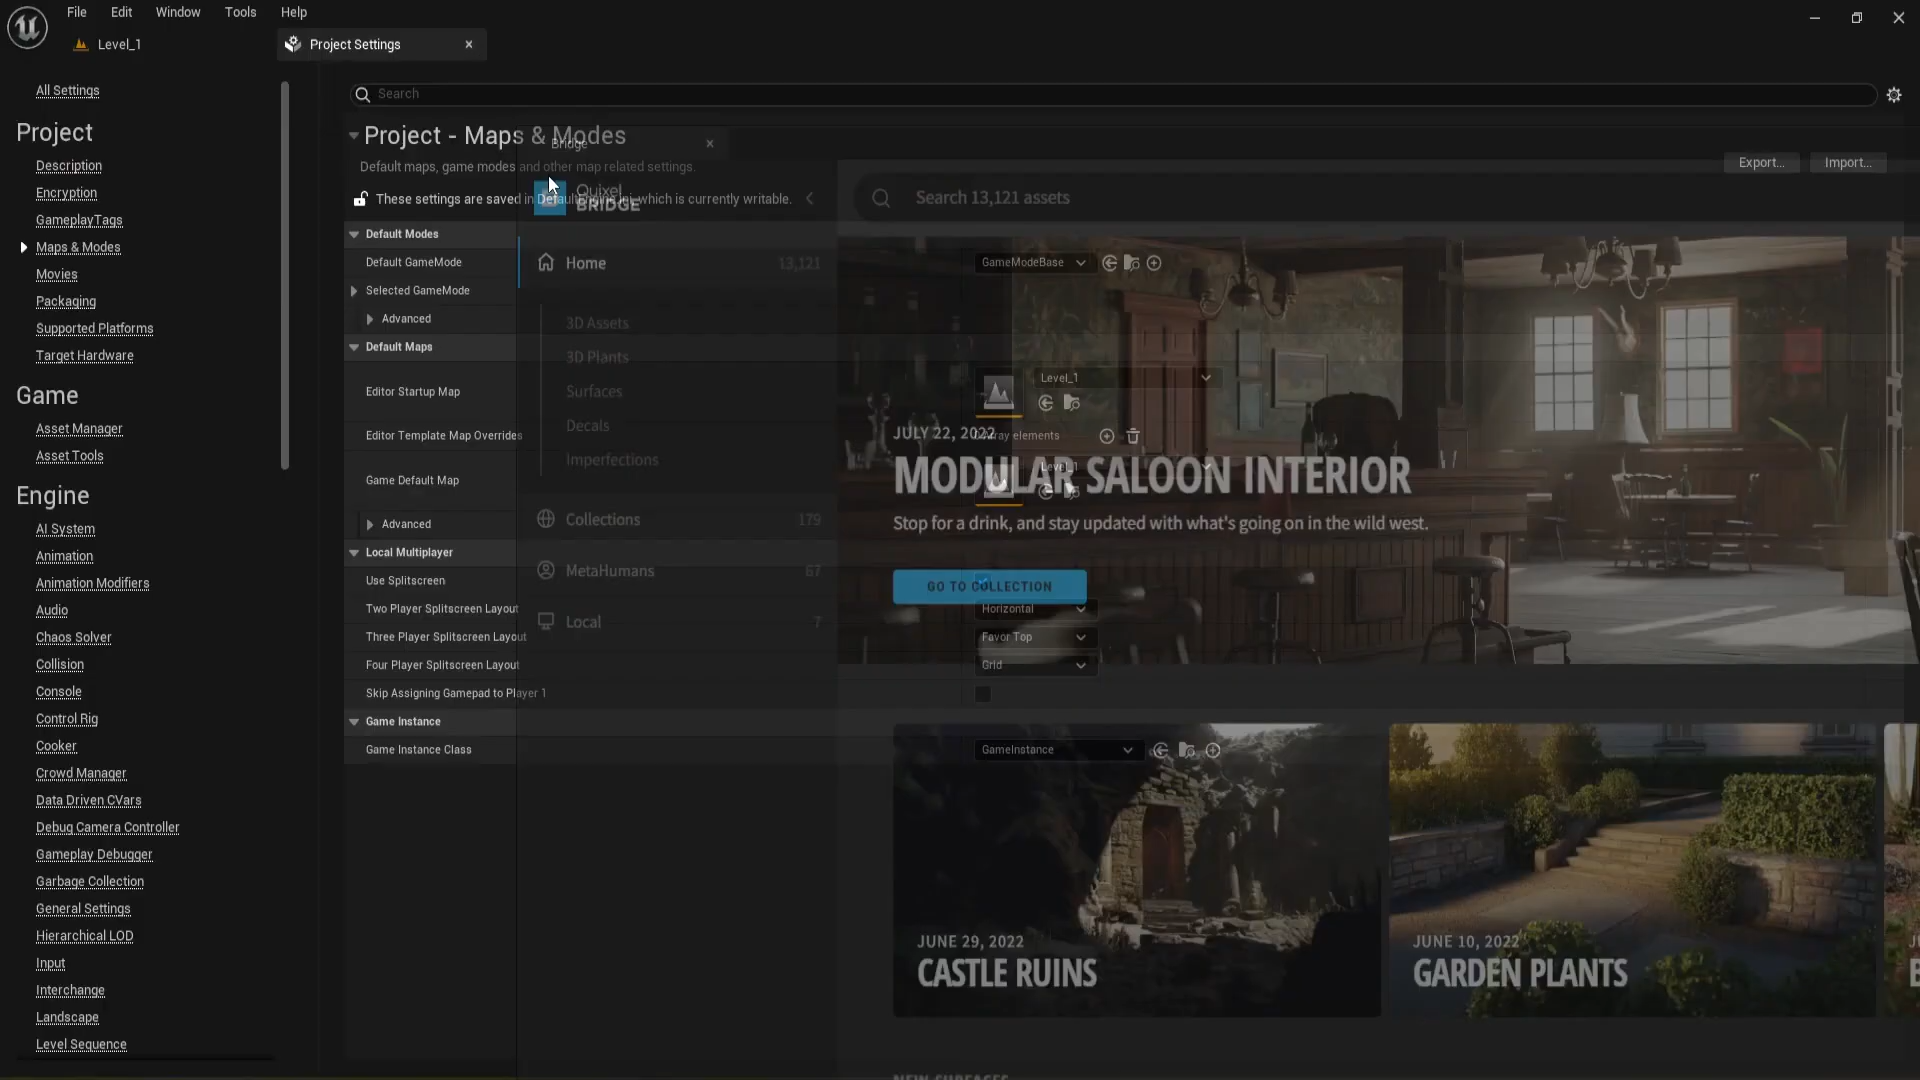 File Edit Window Tools Help
Level_1
Project Settings
All Settings
Search
Project
Description
Encryption
GameplayTags
Maps & Modes
Movies
Packaging
Supported Platforms
Target Hardware
Game
Asset Manager
Asset Tools
Engine
AI System
Animation
Animation Modifiers
Audio
Chaos Solver
Collision
Console
Control Rig
Cooker
Crowd Manager
Data Driven CVars
Debug Camera Controller
Gameplay Debugger
Garbage Collection
General Settings
Hierarchical LOD
Input
Interchange
Landscape
Level Sequence
Project - Maps & Modes
Default maps, game modes and other map related settings.
Export... Import...
These settings are saved in DefaultEngine.ini, which is currently writable.
Default Modes
Default GameMode
GameModeBase
Selected GameMode
Advanced
Default Maps
Editor Startup Map
Level_1
Editor Template Map Overrides
Array elements
Game Default Map
Level_1
Advanced
Local Multiplayer
Use Splitscreen
Two Player Splitscreen Layout
Horizontal
Three Player Splitscreen Layout
Favor Top
Four Player Splitscreen Layout
Grid
Skip Assigning Gamepad to Player 1
Game Instance
Game Instance Class
GameInstance
Bridge
Quixel
BRIDGE
Search 13,121 assets
Home 13,121
3D Assets
3D Plants
Surfaces
Decals
Imperfections
Collections 179
MetaHumans 67
Local 7
JULY 22, 2022
MODULAR SALOON INTERIOR
Stop for a drink, and stay updated with what's going on in the wild west.
GO TO COLLECTION
JUNE 29, 2022
CASTLE RUINS
JUNE 10, 2022
GARDEN PLANTS
NEW SURFACES